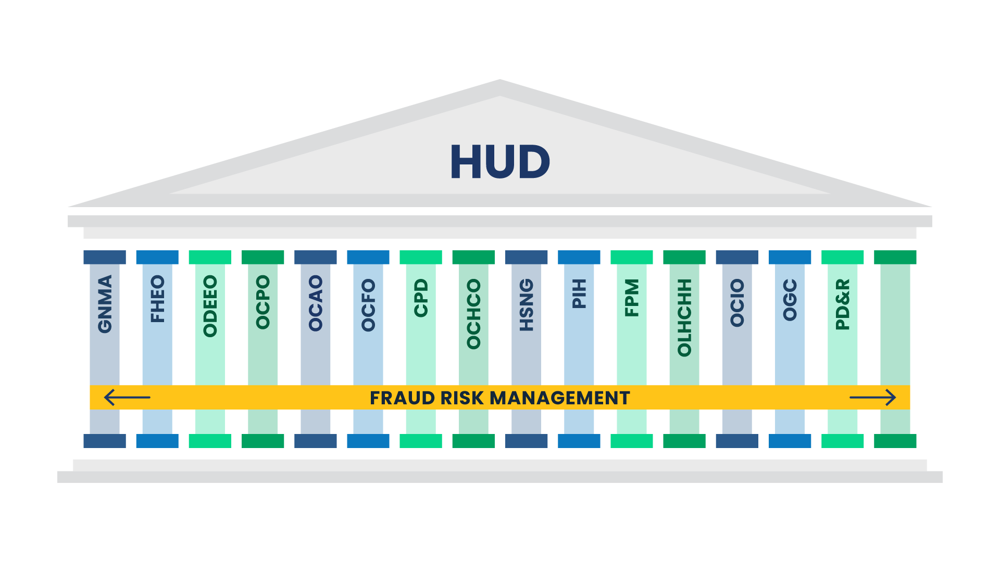 HUD
GNMA
FHEO
ODEEO
OCPO
OCAO
OCFO
CPD
OCHCO
HSNG
PIH
FPM
OLHCHH
OCIO
OGC
PD&R
FRAUD RISK MANAGEMENT